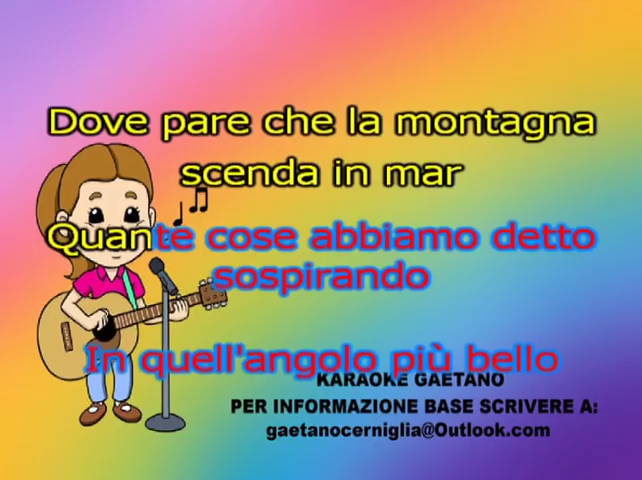 Dove pare che la montagna
scenda in mar
Quante cose abbiamo detto
sospirando
In quell'angolo più bello
KARAOKE GAETANO
PER INFORMAZIONE BASE SCRIVERE A:
gaetanocerniglia@Outlook.com